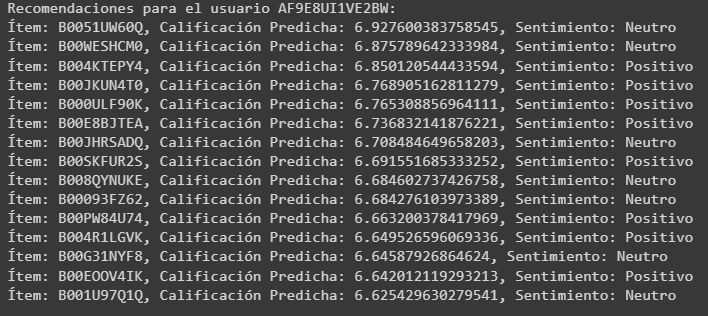 Recomendaciones para el usuario AF9E8UI1VE2BW:
Ítem: B0051UW60Q, Calificación Predicha: 6.927600383758545, Sentimiento: Neutro
Ítem: B00WESHCM0, Calificación Predicha: 6.875789642333984, Sentimiento: Neutro
Ítem: B004KTEPY4, Calificación Predicha: 6.850120544433594, Sentimiento: Positivo
Ítem: B00JKUN4T0, Calificación Predicha: 6.768905162811279, Sentimiento: Neutro
Ítem: B000ULF90K, Calificación Predicha: 6.765308856964111, Sentimiento: Positivo
Ítem: B00E8BJTEA, Calificación Predicha: 6.736832141876221, Sentimiento: Positivo
Ítem: B00JHRSADQ, Calificación Predicha: 6.708484649658203, Sentimiento: Neutro
Ítem: B00SKFUR2S, Calificación Predicha: 6.691551685333252, Sentimiento: Positivo
Ítem: B008QYNUKE, Calificación Predicha: 6.684602737426758, Sentimiento: Neutro
Ítem: B00093FZ62, Calificación Predicha: 6.684276103973389, Sentimiento: Neutro
Ítem: B00PW84U74, Calificación Predicha: 6.663200378417969, Sentimiento: Positivo
Ítem: B004R1LGVK, Calificación Predicha: 6.649526596069336, Sentimiento: Positivo
Ítem: B00G31NYF8, Calificación Predicha: 6.64587926864624, Sentimiento: Neutro
Ítem: B00EOOV4IK, Calificación Predicha: 6.642012119293213, Sentimiento: Positivo
Ítem: B001U97Q1Q, Calificación Predicha: 6.625429630279541, Sentimiento: Neutro